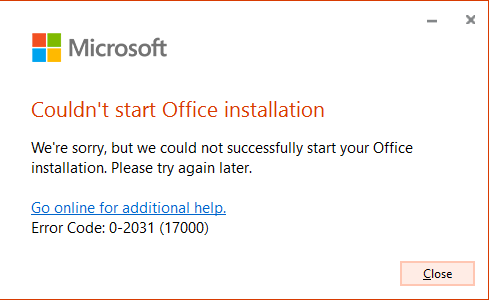 Microsoft
Couldn't start Office installation
We're sorry, but we could not successfully start your Office
installation. Please try again later.
Go online for additional help.
Error Code: 0-2031 (17000)
Close